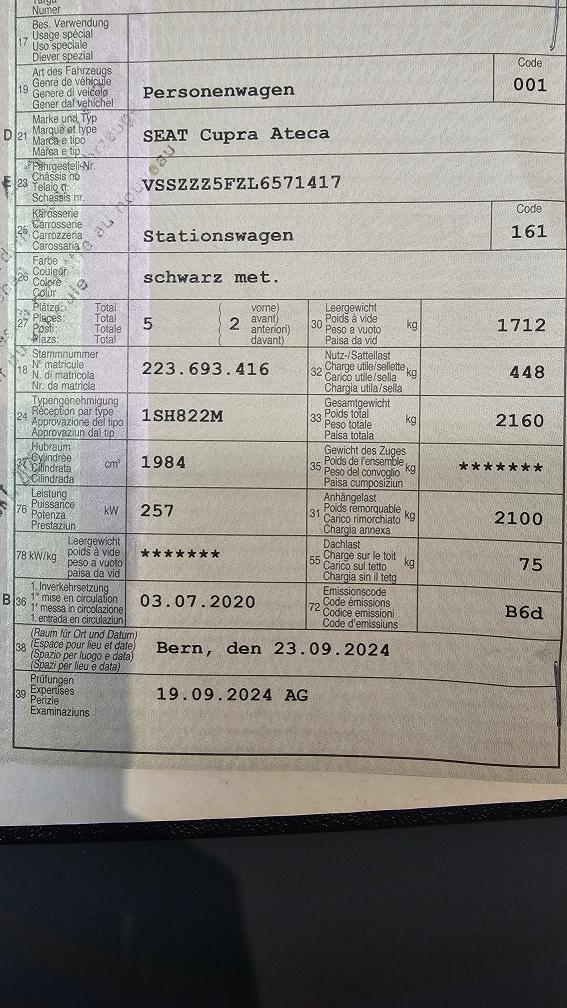 Numer
17 Bes. Verwendung
Usage spécial
Uso speciale
Diever spezial
19 Art des Fahrzeugs
Genre de véhicule
Genere di veicolo
Gener dal vehichel
Personenwagen
Code
001
D 21 Marke und Typ
Marque et type
Marca e tipo
Marca e tip
SEAT Cupra Ateca
E 23 Fahrgestell-Nr.
Châssis no
Telaio n.
Schassis nr.
VSSZZZ5FZL6571417
25 Karosserie
Carrosserie
Carrozzeria
Carossaria
Stationswagen
Code
161
26 Farbe
Couleur
Colore
Colur
schwarz met.
27 Plätze: Total
Places: Total
Posti: Totale
Plazs: Total
5
( 2 vorne)
avant)
anteriori)
davant)
30 Leergewicht
Poids à vide
Peso a vuoto
Paisa da vid
kg
1712
18 Stammnummer
N° matricule
N. di matricola
Nr. da matricla
223.693.416
32 Nutz-/Sattellast
Charge utile/sellette
Carico utile/sella
Chargia utila/sella
kg
448
24 Typengenehmigung
Réception par type
Approvazione del tipo
Approvaziun dal tip
1SH822M
33 Gesamtgewicht
Poids total
Peso totale
Paisa totala
kg
2160
37 Hubraum
Cylindrée
Cilindrata
Cilindrada
cm³
1984
35 Gewicht des Zuges
Poids de l'ensemble
Peso del convoglio
Paisa cumposiziun
kg
*******
76 Leistung
Puissance
Potenza
Prestaziun
kW
257
31 Anhängelast
Poids remorquable
Carico rimorchiato
Chargia annexa
kg
2100
78 kW/kg Leergewicht
poids à vide
peso a vuoto
paisa da vid
*******
55 Dachlast
Charge sur le toit
Carico sul tetto
Chargia sin il tetg
kg
75
B 36 1. Inverkehrsetzung
1re mise en circulation
1a messa in circolazione
1. entrada en circulaziun
03.07.2020
72 Emissionscode
Code émissions
Codice emissioni
Code d'emissiuns
B6d
38 (Raum für Ort und Datum)
(Espace pour lieu et date)
(Spazio per luogo e data)
(Spazi per lieu e data)
Bern, den 23.09.2024
39 Prüfungen
Expertises
Perizie
Examinaziuns
19.09.2024 AG